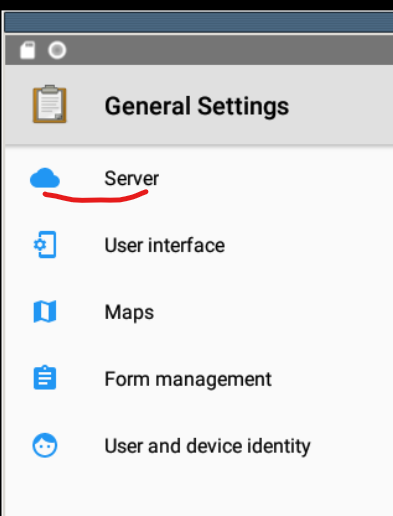 General Settings
Server
User interface
Maps
Form management
User and device identity